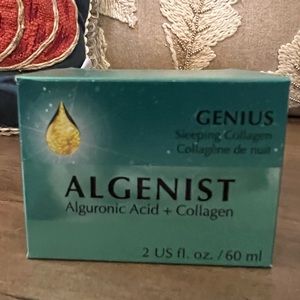 GENIUS
Sleeping Collagen
Collagène de nuit
ALGENIST
Alguronic Acid + Collagen
2 US fl. oz. / 60 ml